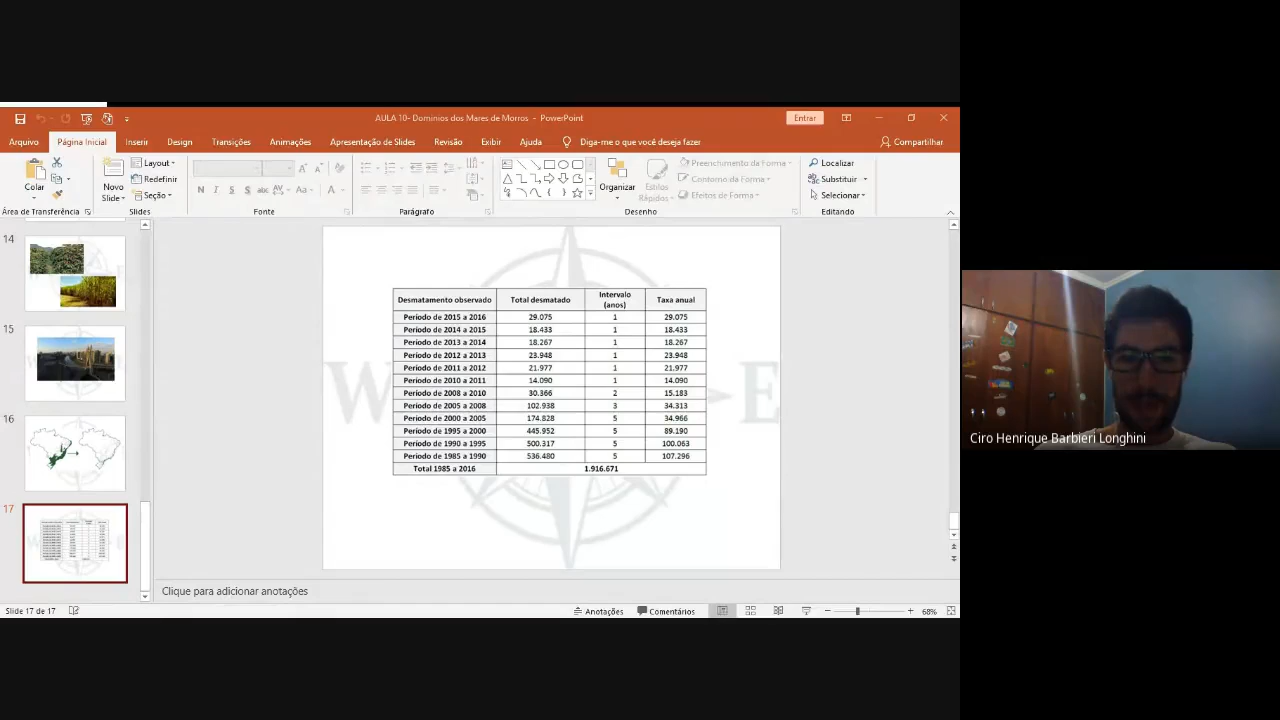 AULA 10- Dominios dos Mares de Morros - PowerPoint
Entrar
Arquivo Página Inicial Inserir Design Transições Animações Apresentação de Slides Revisão Exibir Ajuda Diga-me o que você deseja fazer Compartilhar
Colar
Novo Slide
Layout
Redefinir
Seção
N I S S abc AV Aa A
Organizar
Estilos Rápidos
Preenchimento da Forma
Contorno da Forma
Efeitos de Forma
Localizar
Substituir
Selecionar
Área de Transferência Slides Fonte Parágrafo Desenho Editando
14
15
16
17
W E
Desmatamento observado Total desmatado Intervalo (anos) Taxa anual
Período de 2015 a 2016 29.075 1 29.075
Período de 2014 a 2015 18.433 1 18.433
Período de 2013 a 2014 18.267 1 18.267
Período de 2012 a 2013 23.948 1 23.948
Período de 2011 a 2012 21.977 1 21.977
Período de 2010 a 2011 14.090 1 14.090
Período de 2008 a 2010 30.366 2 15.183
Período de 2005 a 2008 102.938 3 34.313
Período de 2000 a 2005 174.828 5 34.966
Período de 1995 a 2000 445.952 5 89.190
Período de 1990 a 1995 500.317 5 100.063
Período de 1985 a 1990 536.480 5 107.296
Total 1985 a 2016 1.916.671
Clique para adicionar anotações
Slide 17 de 17 Anotações Comentários 68%
Ciro Henrique Barbieri Longhini